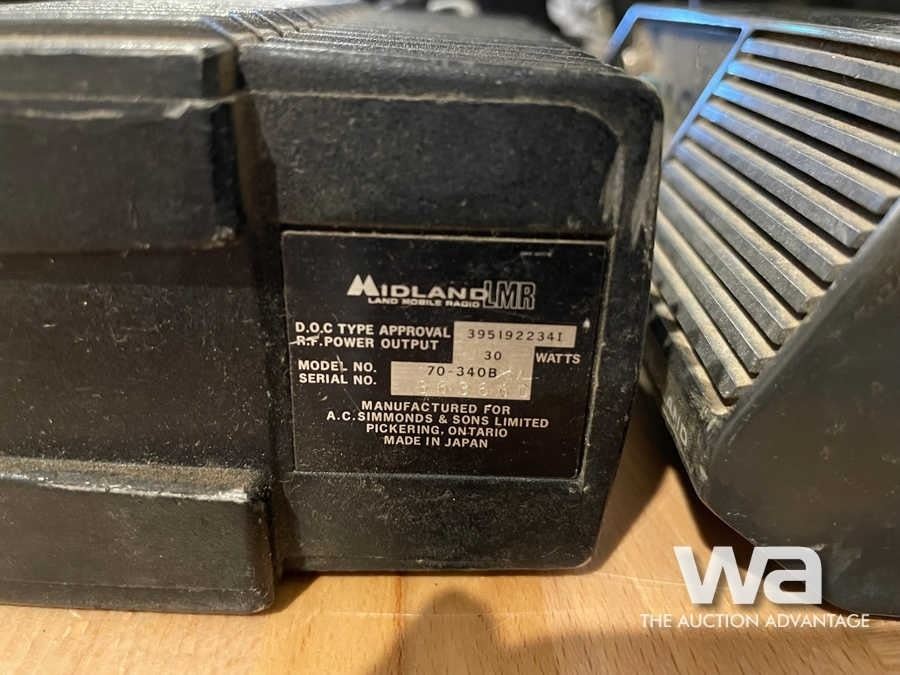 MIDLAND LMR
LAND MOBILE RADIO
D.O.C TYPE APPROVAL 395192234I
R.F. POWER OUTPUT 30 WATTS
MODEL NO. 70-340B
SERIAL NO.
MANUFACTURED FOR
A.C. SIMMONDS & SONS LIMITED
PICKERING, ONTARIO
MADE IN JAPAN
wa
THE AUCTION ADVANTAGE